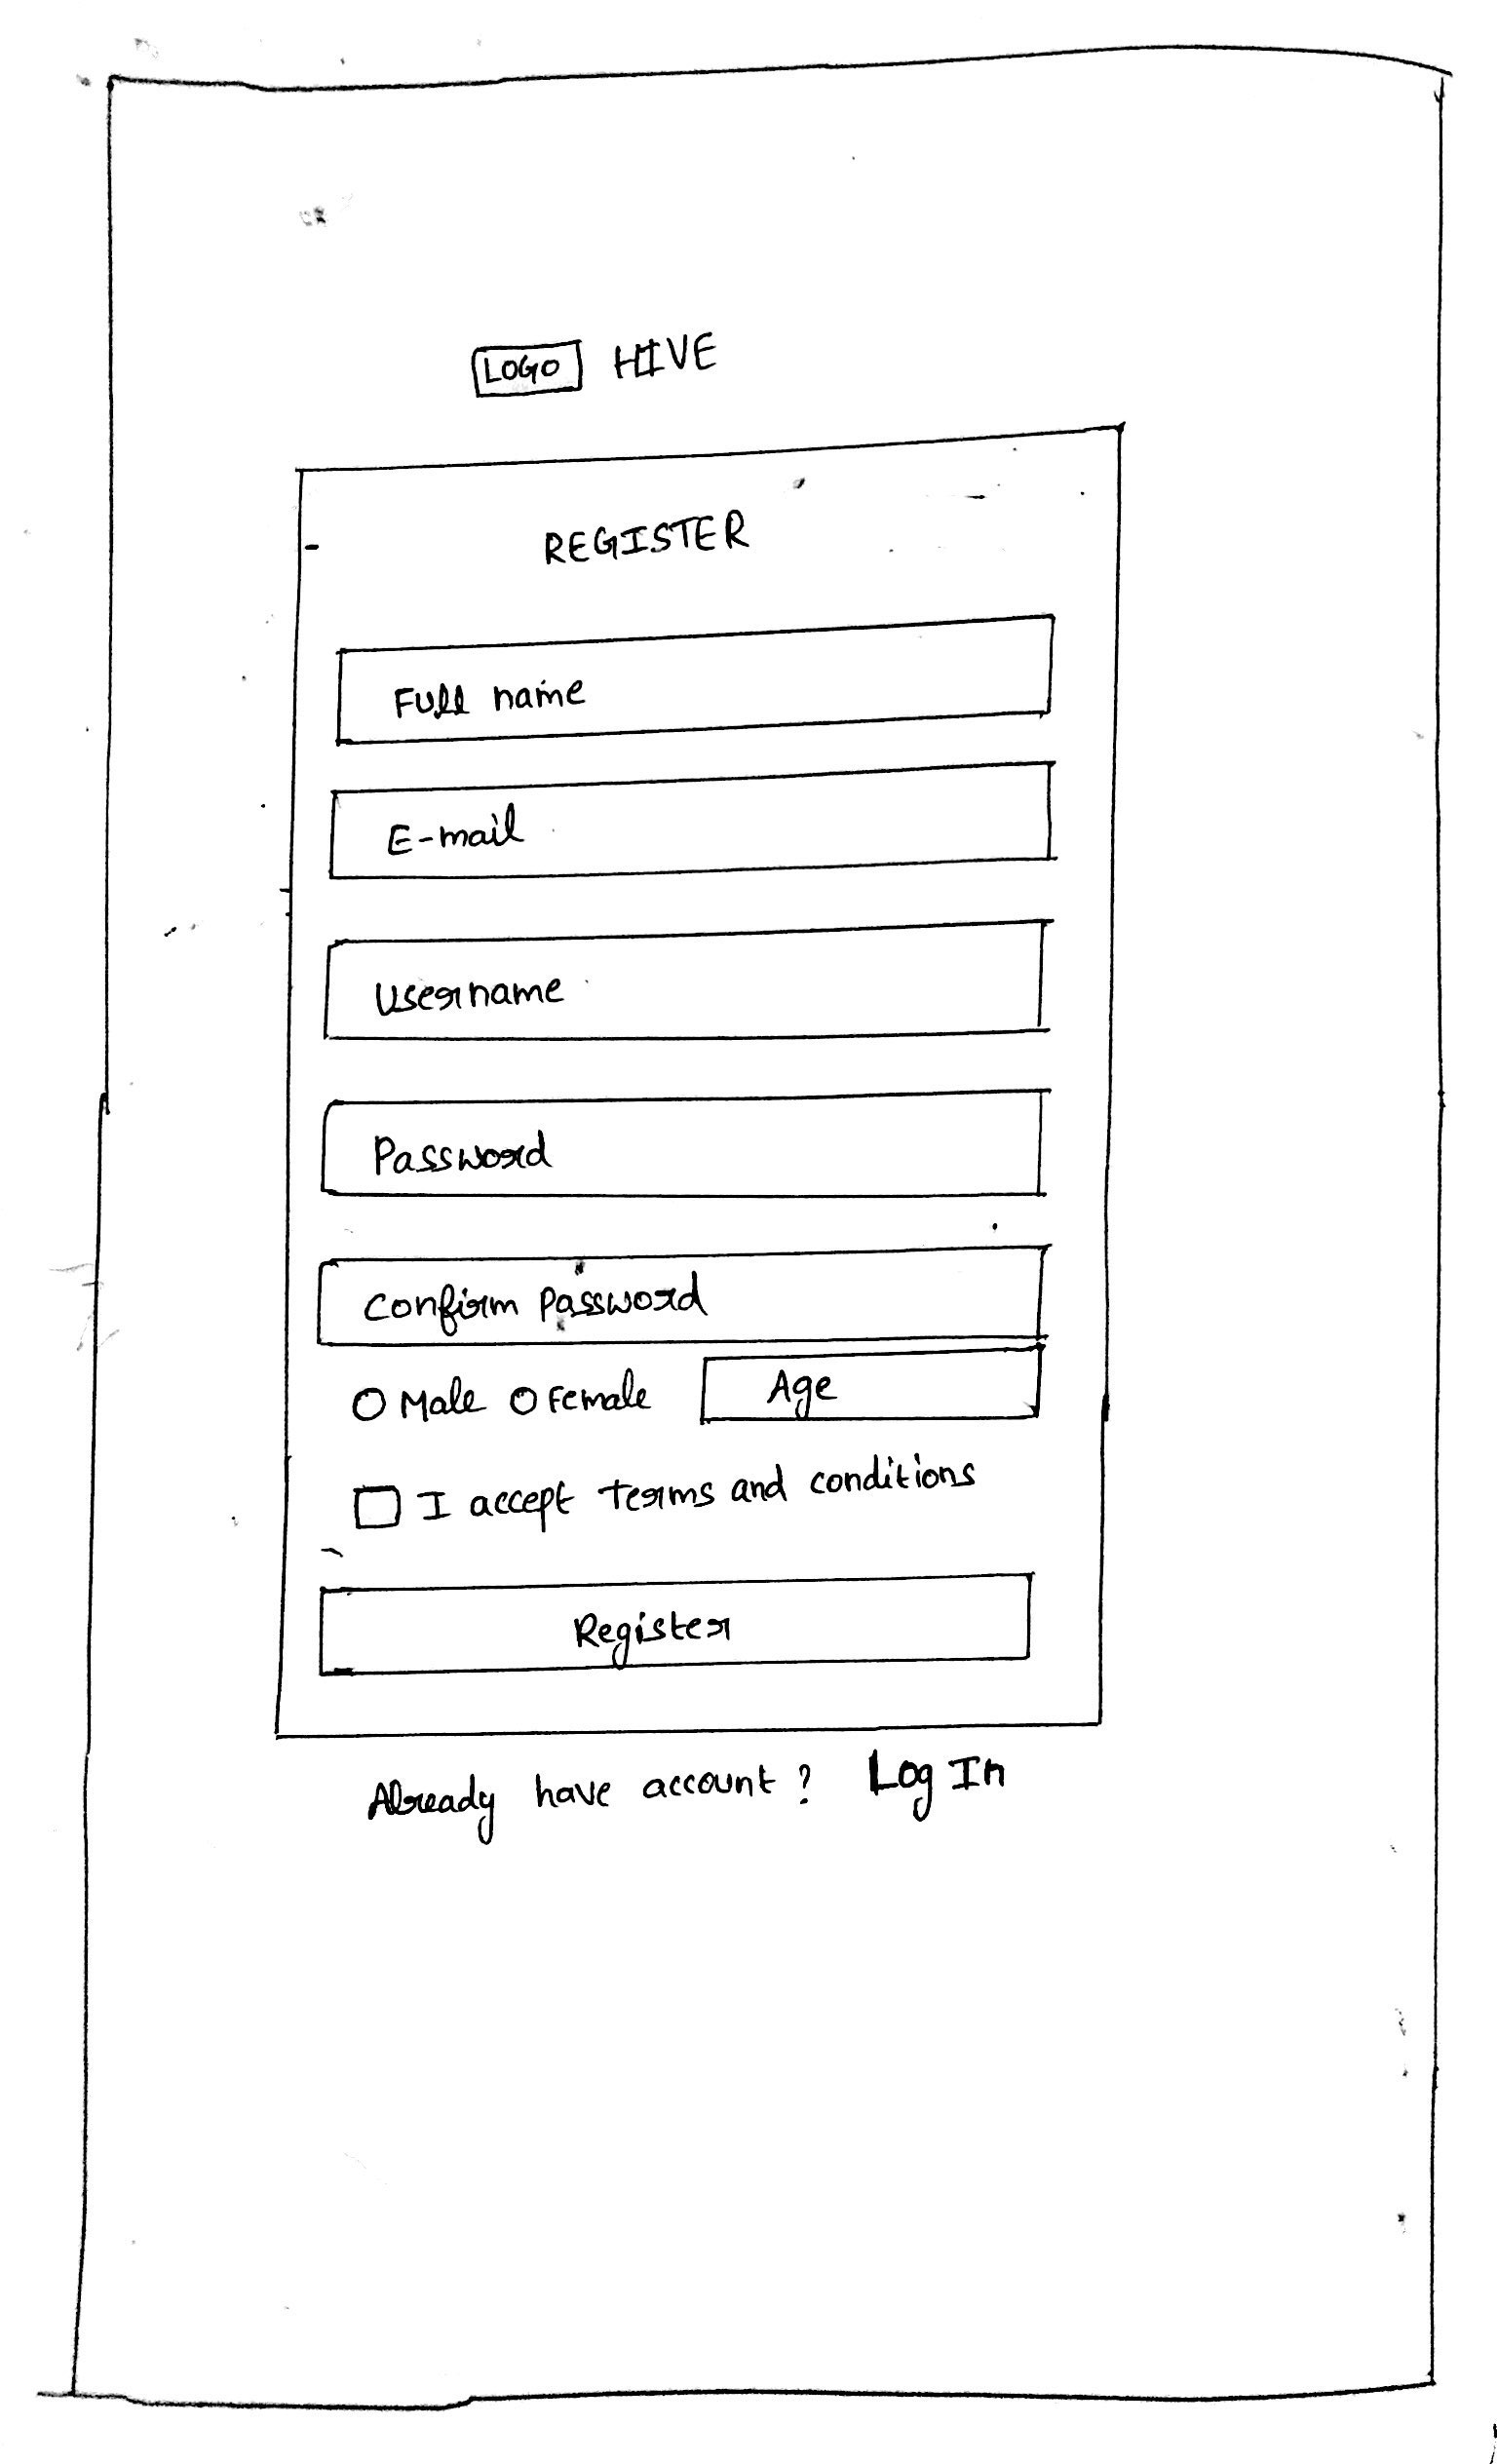 LOGO HIVE
REGISTER
Full name
E-mail
Username
Password
Confirm Password
Male Female Age
I accept terms and conditions
Register
Already have account? Log In